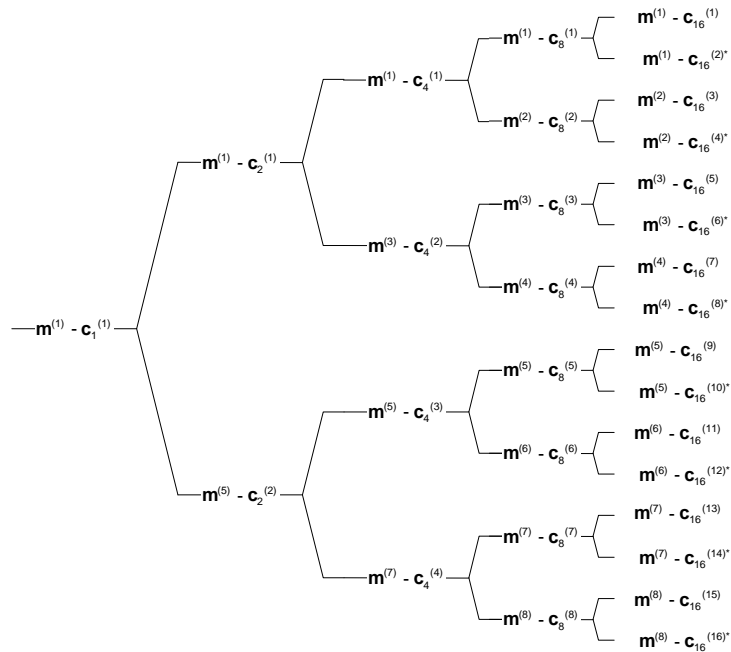 m(1) - c16(1)
m(1) - c8(1)
m(1) - c16(2)*
m(1) - c4(1)
m(2) - c16(3)
m(2) - c8(2)
m(2) - c16(4)*
m(1) - c2(1)
m(3) - c16(5)
m(3) - c8(3)
m(3) - c16(6)*
m(3) - c4(2)
m(4) - c16(7)
m(4) - c8(4)
m(4) - c16(8)*
m(1) - c1(1)
m(5) - c16(9)
m(5) - c8(5)
m(5) - c16(10)*
m(5) - c4(3)
m(6) - c16(11)
m(6) - c8(6)
m(6) - c16(12)*
m(5) - c2(2)
m(7) - c16(13)
m(7) - c8(7)
m(7) - c16(14)*
m(7) - c4(4)
m(8) - c16(15)
m(8) - c8(8)
m(8) - c16(16)*